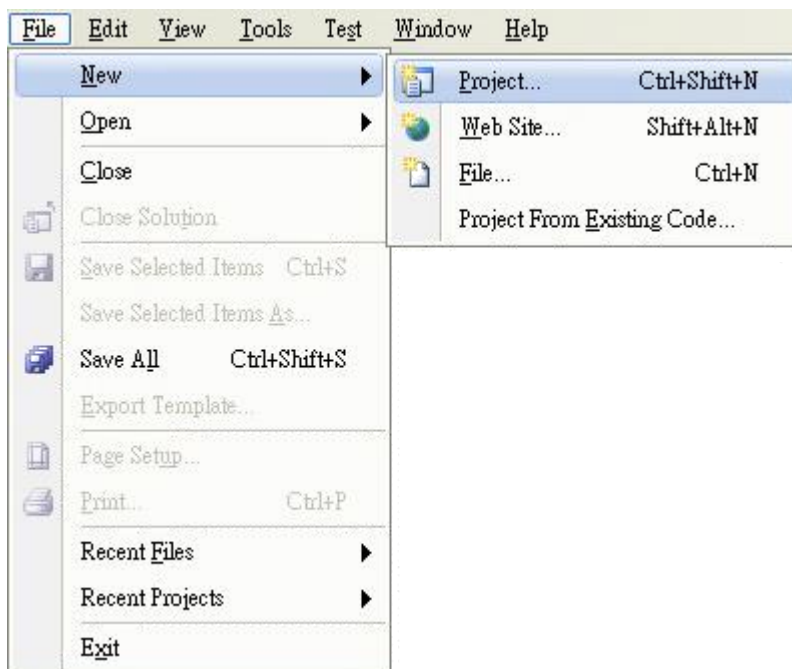 File Edit View Tools Test Window Help
New
Open
Close
Close Solution
Save Selected Items Ctrl+S
Save Selected Items As...
Save All Ctrl+Shift+S
Export Template...
Page Setup...
Print... Ctrl+P
Recent Files
Recent Projects
Exit
Project... Ctrl+Shift+N
Web Site... Shift+Alt+N
File... Ctrl+N
Project From Existing Code...